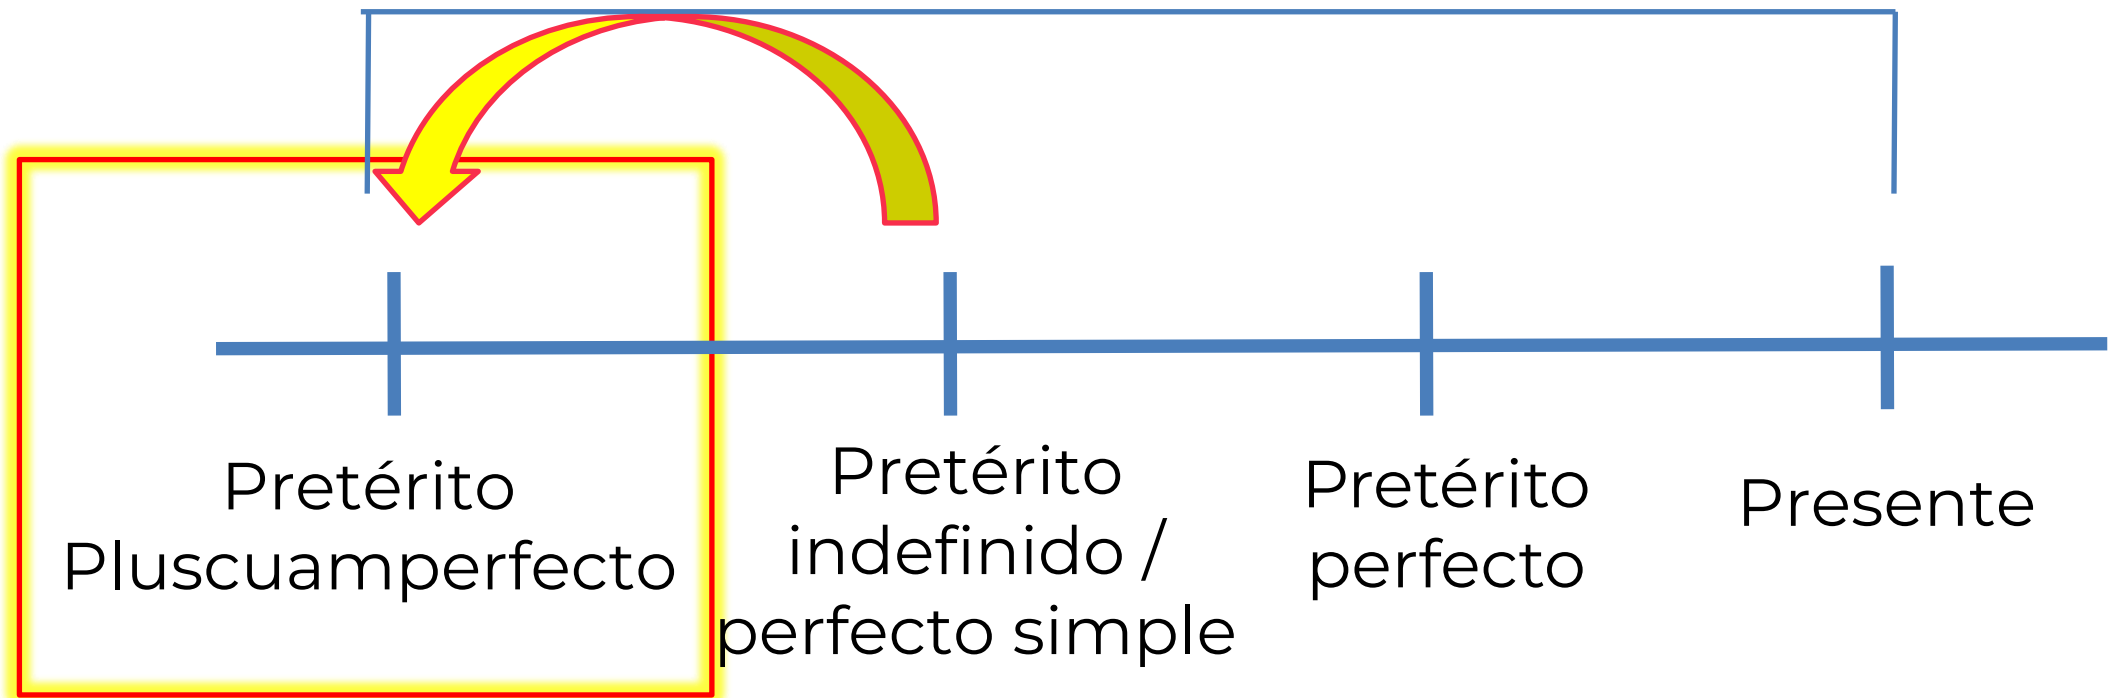 Pretérito
Pluscuamperfecto
Pretérito
indefinido /
perfecto simple
Pretérito
perfecto
Presente